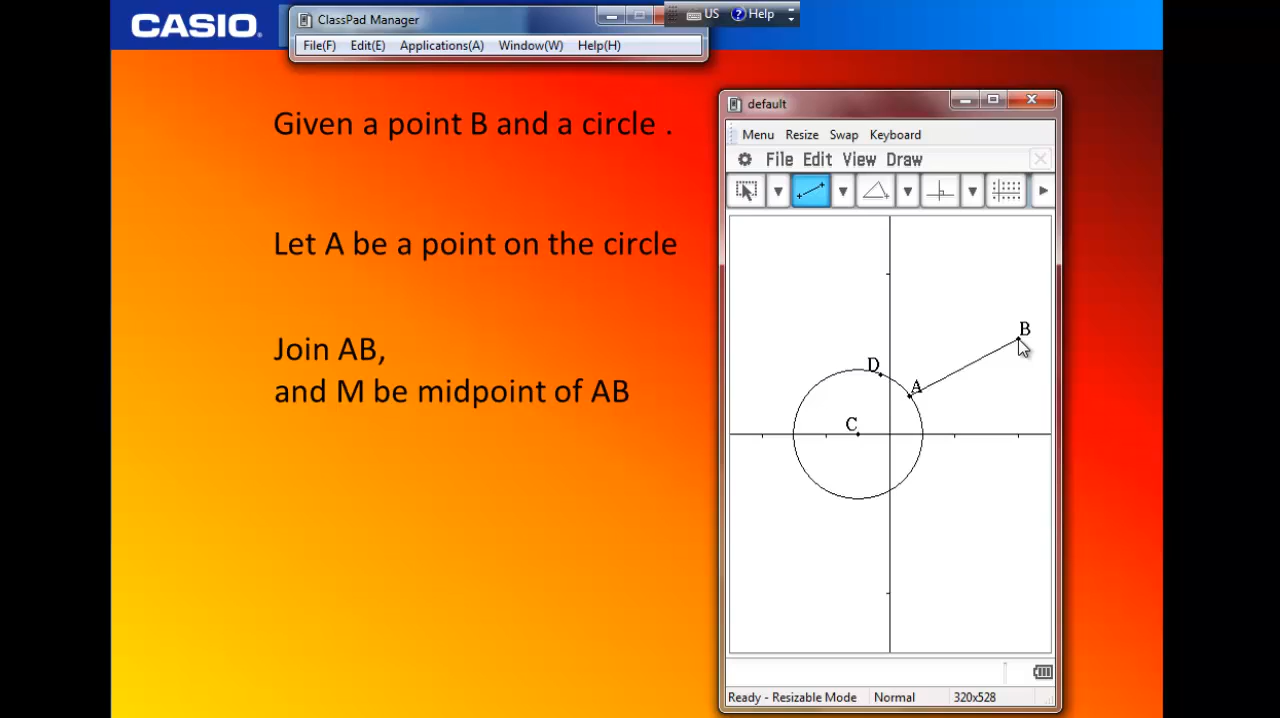 CASIO.
ClassPad Manager
US Help
File(F) Edit(E) Applications(A) Window(W) Help(H)
Given a point B and a circle .
Let A be a point on the circle
Join AB,
and M be midpoint of AB
default
Menu Resize Swap Keyboard
File Edit View Draw
B
D
A
C
Ready - Resizable Mode Normal 320x528